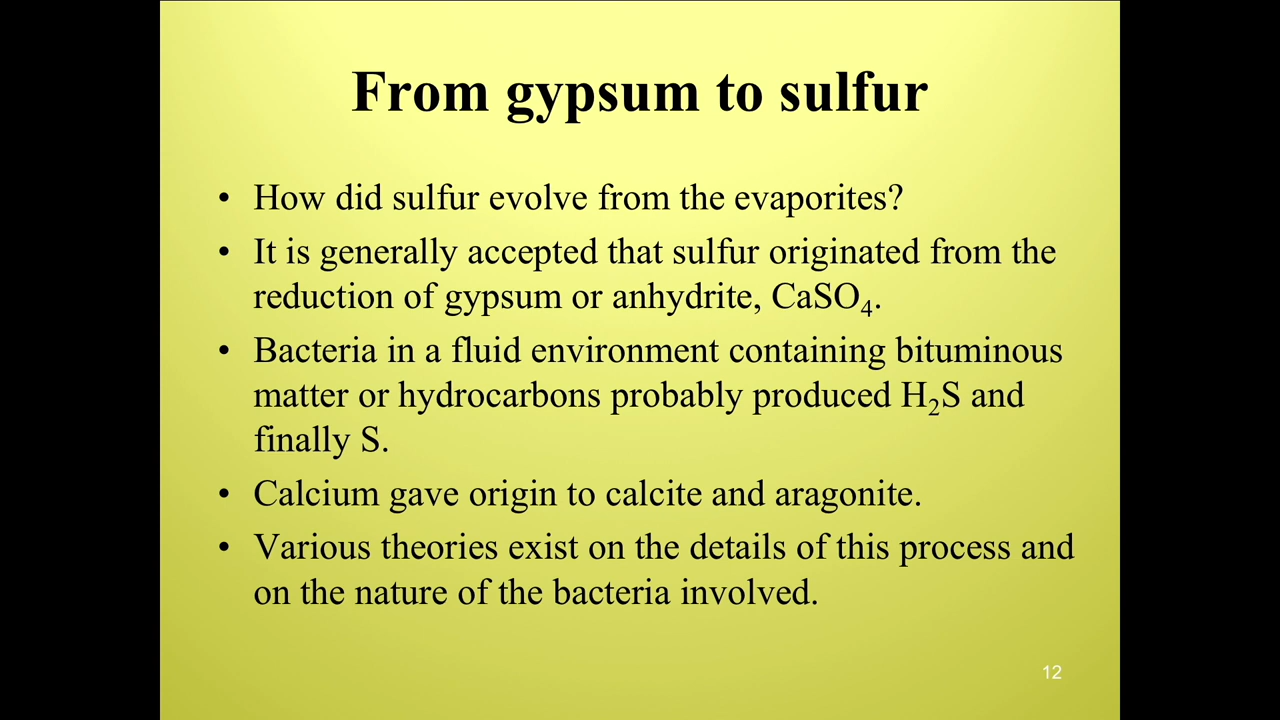 From gypsum to sulfur
• How did sulfur evolve from the evaporites?
• It is generally accepted that sulfur originated from the
reduction of gypsum or anhydrite, CaSO₄.
• Bacteria in a fluid environment containing bituminous
matter or hydrocarbons probably produced H₂S and
finally S.
• Calcium gave origin to calcite and aragonite.
• Various theories exist on the details of this process and
on the nature of the bacteria involved.
12